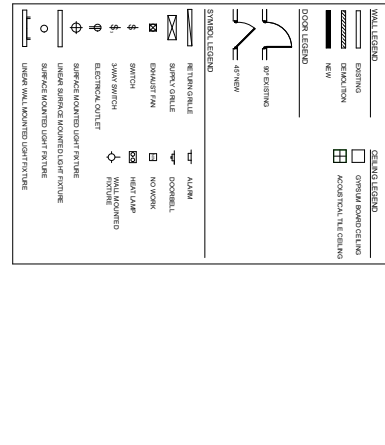 WALL LEGEND
EXISTING
DEMOLITION
NEW
CEILING LEGEND
GYPSUM BOARD CEILING
ACOUSTICAL TILE CEILING
DOOR LEGEND
90° EXISTING
45° NEW
SYMBOL LEGEND
RETURN GRILLE
SUPPLY GRILLE
EXHAUST FAN
SWITCH
3-WAY SWITCH
ELECTRICAL OUTLET
SURFACE MOUNTED LIGHT FIXTURE
LINEAR SURFACE MOUNTED LIGHT FIXTURE
SURFACE MOUNTED LIGHT FIXTURE
LINEAR WALL MOUNTED LIGHT FIXTURE
ALARM
DOORBELL
NO WORK
HEAT LAMP
WALL MOUNTED
FIXTURE